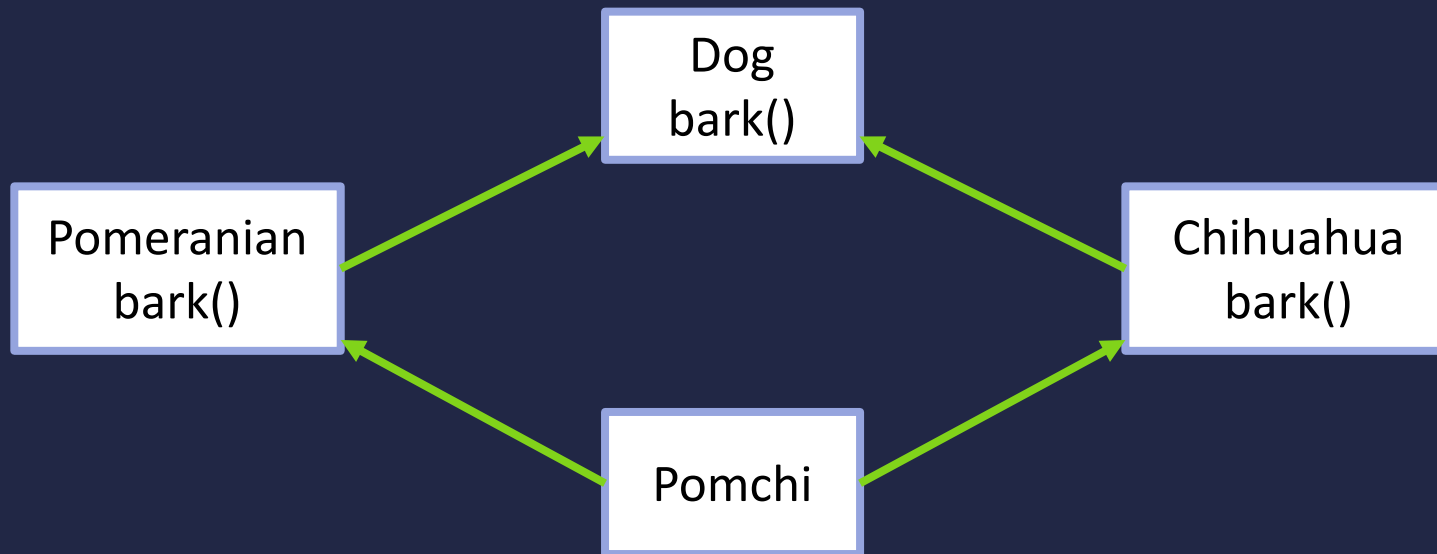 Dog
bark()
Pomeranian
bark()
Chihuahua
bark()
Pomchi